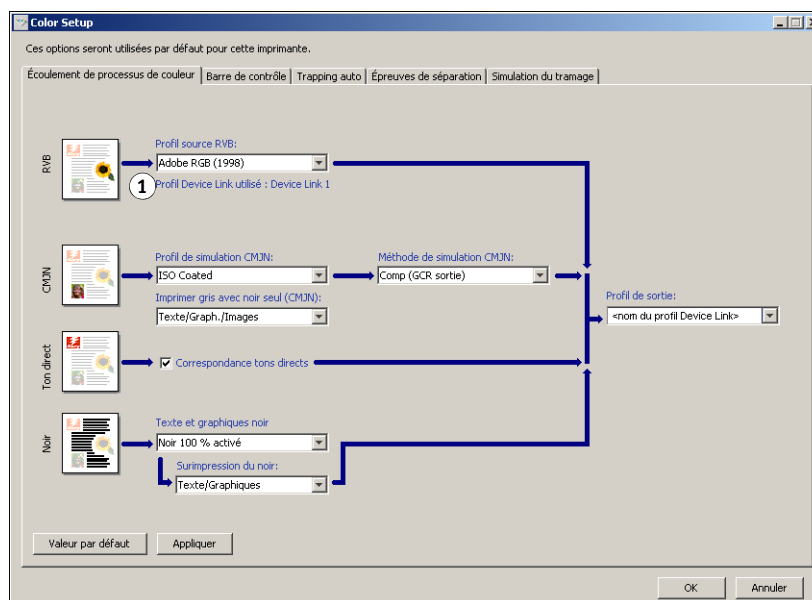 Color Setup
Ces options seront utilisées par défaut pour cette imprimante.
Écoulement de processus de couleur
Barre de contrôle
Trapping auto
Épreuves de séparation
Simulation du tramage
RVB
Profil source RVB:
Adobe RGB (1998)
1
Profil Device Link utilisé : Device Link 1
CMJN
Profil de simulation CMJN:
ISO Coated
Méthode de simulation CMJN:
Comp (GCR sortie)
Imprimer gris avec noir seul (CMJN):
Texte/Graph./Images
Profil de sortie:
<nom du profil Device Link>
Ton direct
Correspondance tons directs
Noir
Texte et graphiques noir
Noir 100 % activé
Surimpression du noir:
Texte/Graphiques
Valeur par défaut
Appliquer
OK
Annuler